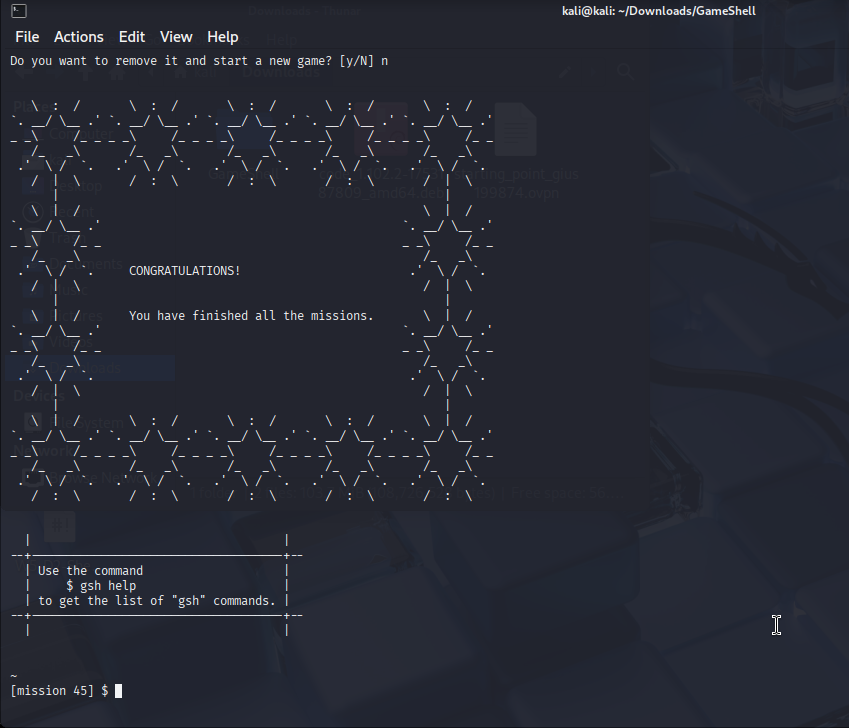 kali@kali: ~/Downloads/GameShell
File Actions Edit View Help
Do you want to remove it and start a new game? [y/N] n
CONGRATULATIONS!
You have finished all the missions.
Use the command
$ gsh help
to get the list of "gsh" commands.
~
[mission 45] $